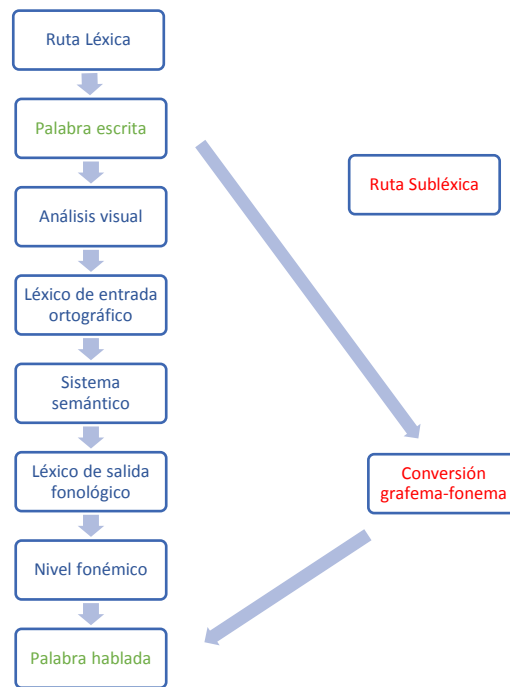 Ruta Léxica
Palabra escrita
Análisis visual
Léxico de entrada
ortográfico
Sistema
semántico
Léxico de salida
fonológico
Nivel fonémico
Palabra hablada
Ruta Subléxica
Conversión
grafema-fonema